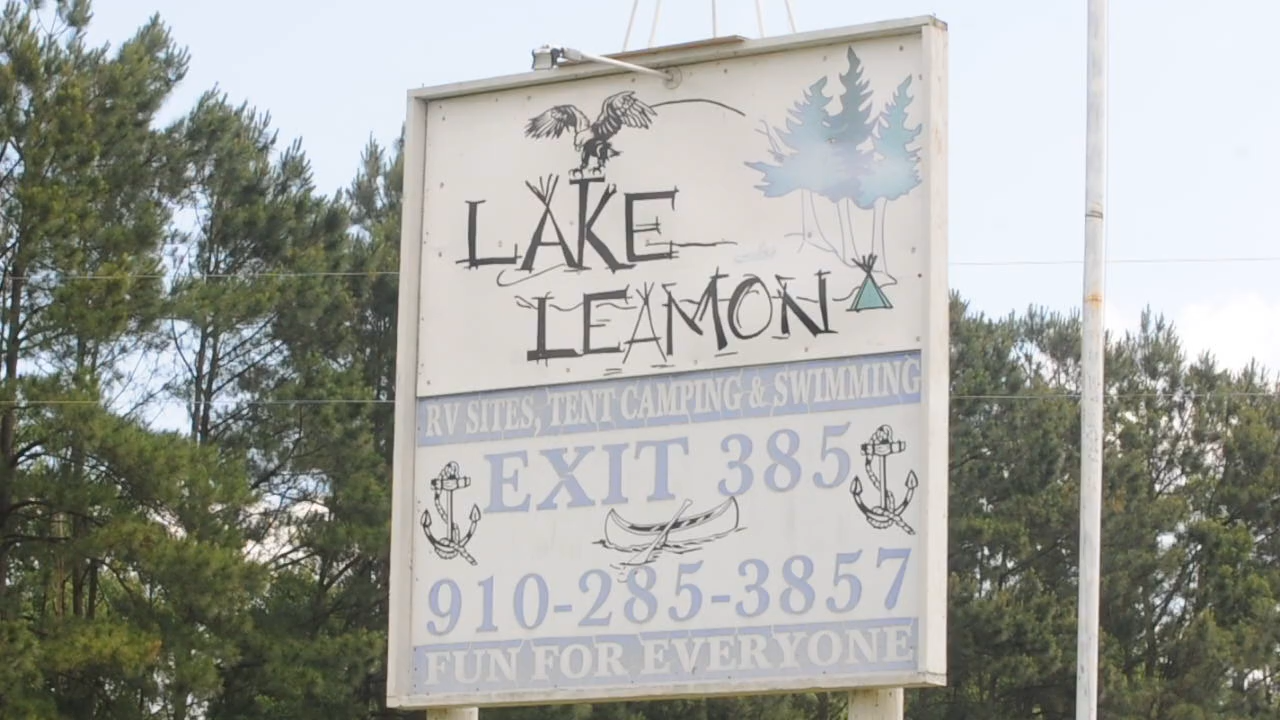 LAKE
LEAMON
RV SITES, TENT CAMPING & SWIMMING
EXIT 385
910-285-3857
FUN FOR EVERYONE